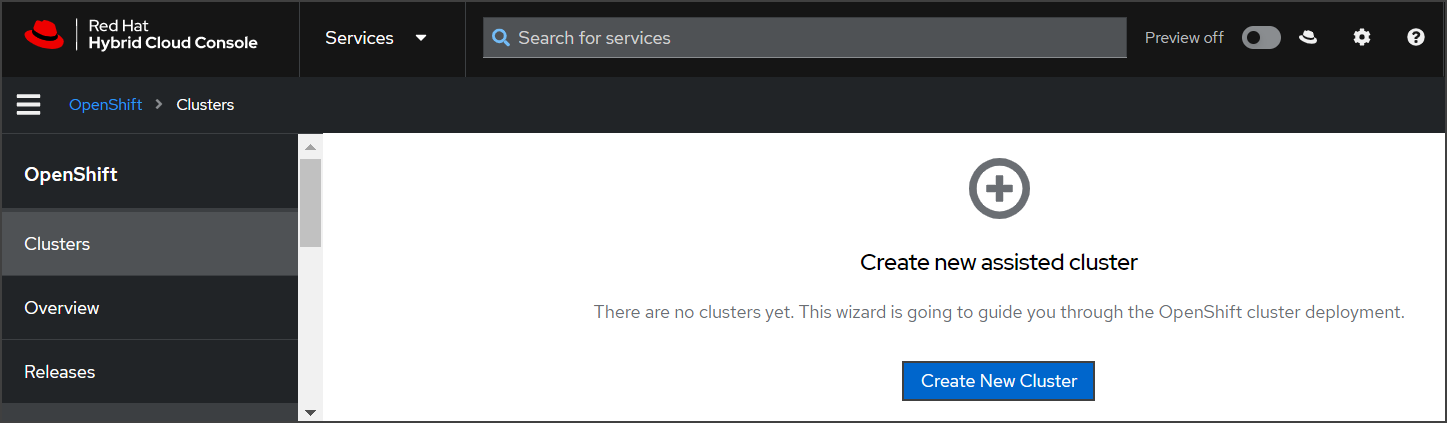 Red Hat
Hybrid Cloud Console
Services
Search for services
Preview off
OpenShift > Clusters
OpenShift
Clusters
Overview
Releases
Create new assisted cluster
There are no clusters yet. This wizard is going to guide you through the OpenShift cluster deployment.
Create New Cluster